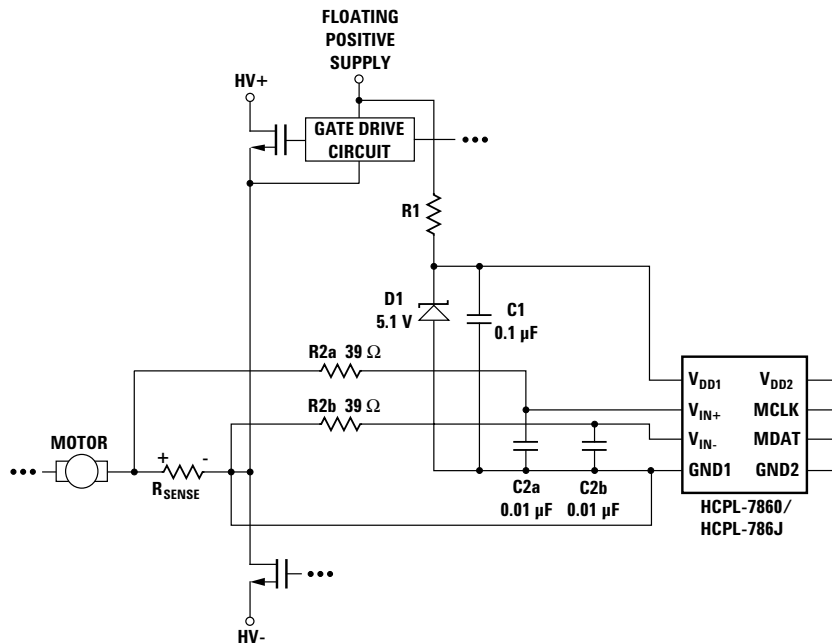 FLOATING
POSITIVE
SUPPLY
HV+
GATE DRIVE
CIRCUIT
•••
R1
D1
5.1 V
C1
0.1 µF
R2a 39 Ω
R2b 39 Ω
MOTOR
•••
+ -
RSENSE
C2a
0.01 µF
C2b
0.01 µF
VDD1
VDD2
VIN+
MCLK
VIN-
MDAT
GND1
GND2
HCPL-7860/
HCPL-786J
•••
HV-